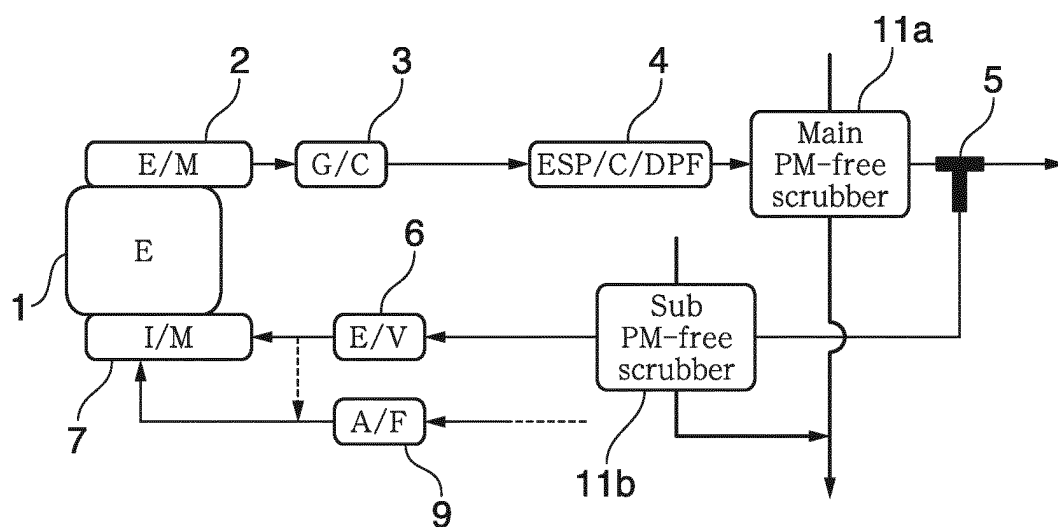 11a
2
3
4
5
E/M
G/C
ESP/C/DPF
Main
PM-free
scrubber
E
1
6
I/M
E/V
Sub
PM-free
scrubber
7
A/F
9
11b